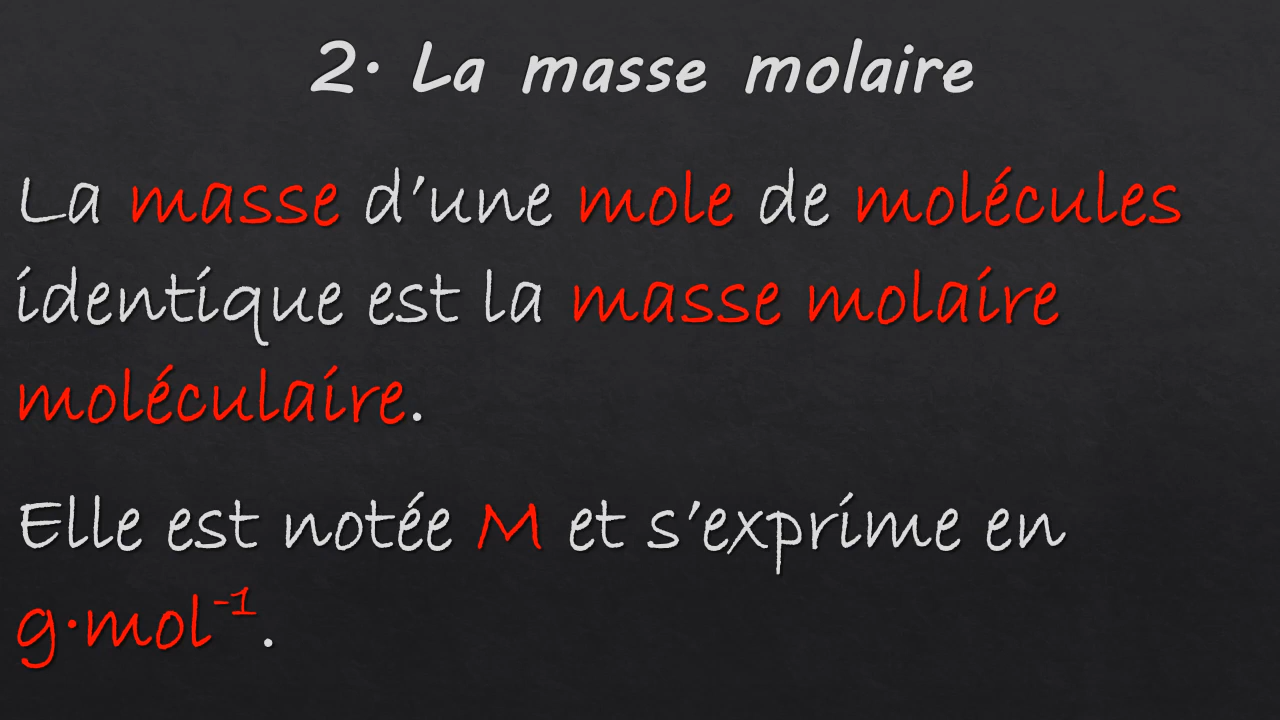 2. La masse molaire
La masse d’une mole de molécules
identique est la masse molaire
moléculaire.
Elle est notée M et s’exprime en
g·mol⁻¹.